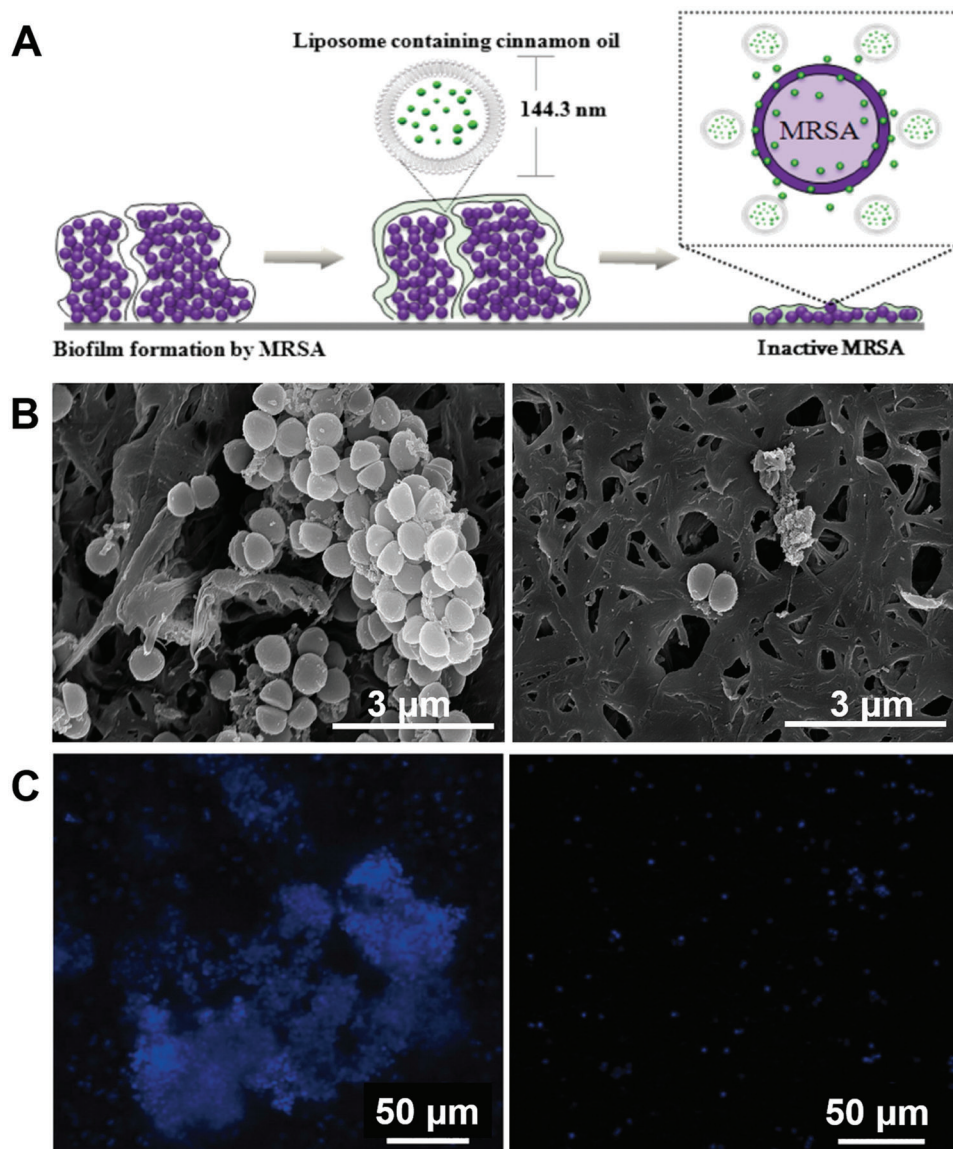 A
Liposome containing cinnamon oil
144.3 nm
MRSA
Biofilm formation by MRSA
Inactive MRSA
B
3 µm
3 µm
C
50 µm
50 µm